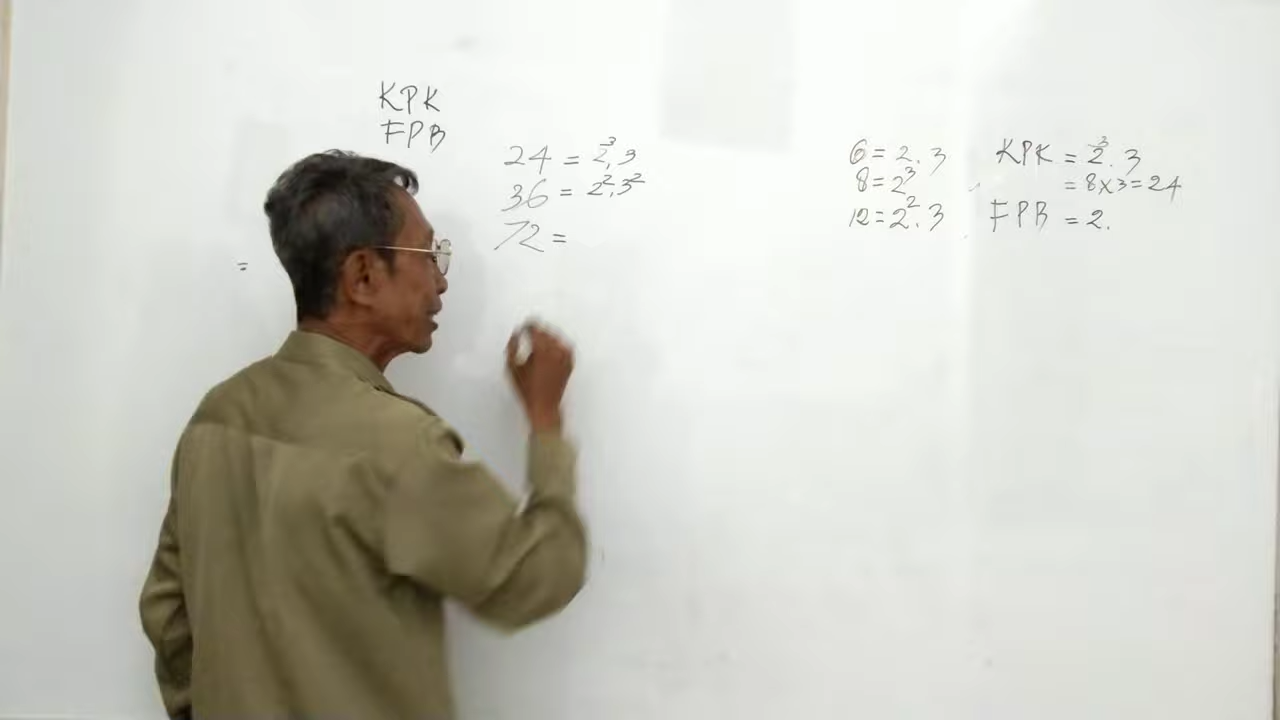 KPK
FPB
24 = 2³.3
36 = 2².3²
72 =
=
6 = 2.3
8 = 2³
12 = 2².3
KPK = 2³.3
= 8x3=24
FPB = 2.